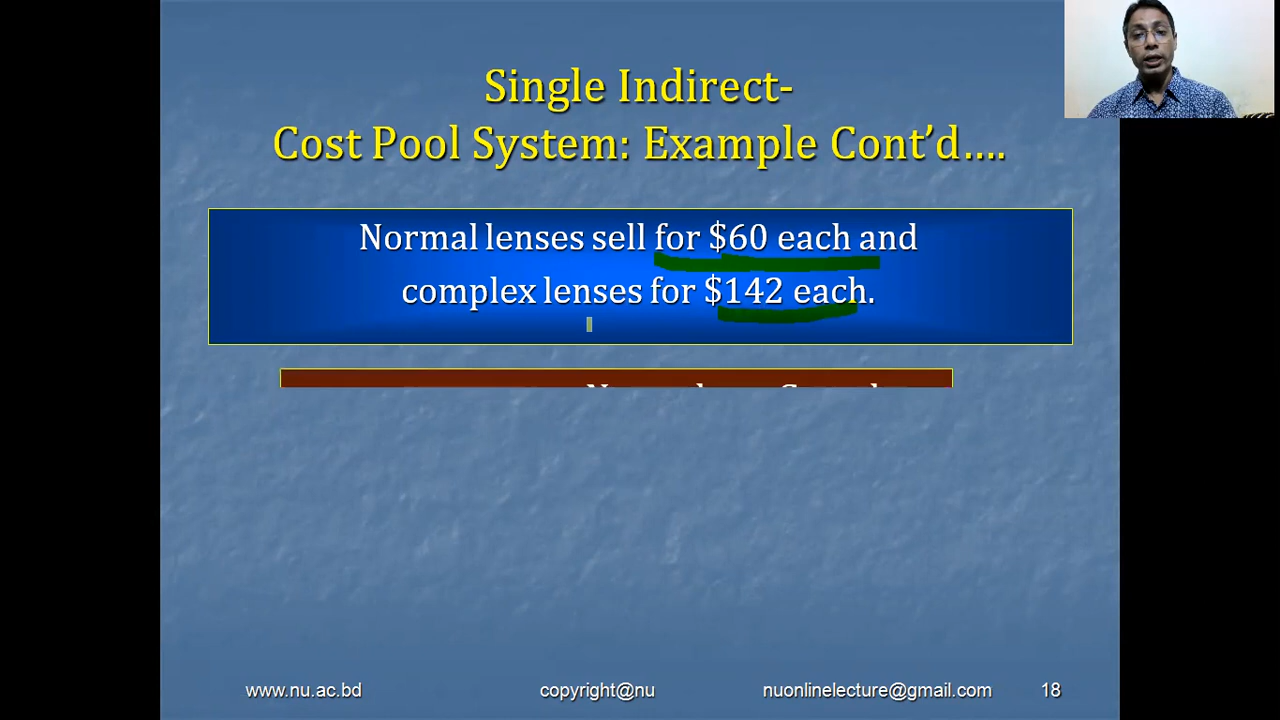 Single Indirect-
Cost Pool System: Example Cont’d….
Normal lenses sell for $60 each and
complex lenses for $142 each.
www.nu.ac.bd copyright@nu nuonlinelecture@gmail.com 18